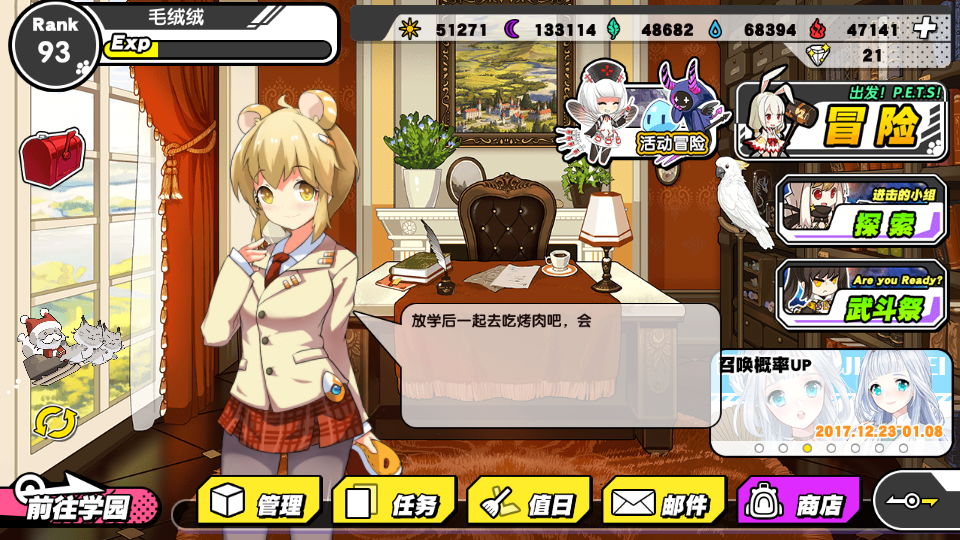 Rank
93
毛绒绒
Exp
51271
133114
48682
68394
47141
21
活动冒险
出发! P.E.T.S!
冒险
进击的小组
探索
Are you Ready?
武斗祭
放学后一起去吃烤肉吧，会
召唤概率UP
2017.12.23-01.08
前往学园
管理
任务
值日
邮件
商店